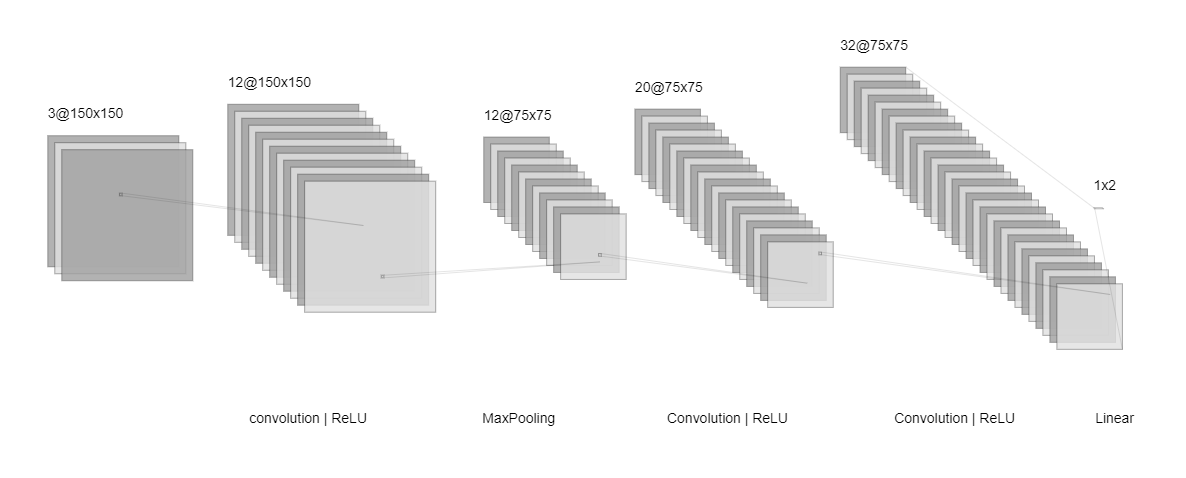 3@150x150
12@150x150
12@75x75
20@75x75
32@75x75
1x2
convolution | ReLU
MaxPooling
Convolution | ReLU
Convolution | ReLU
Linear